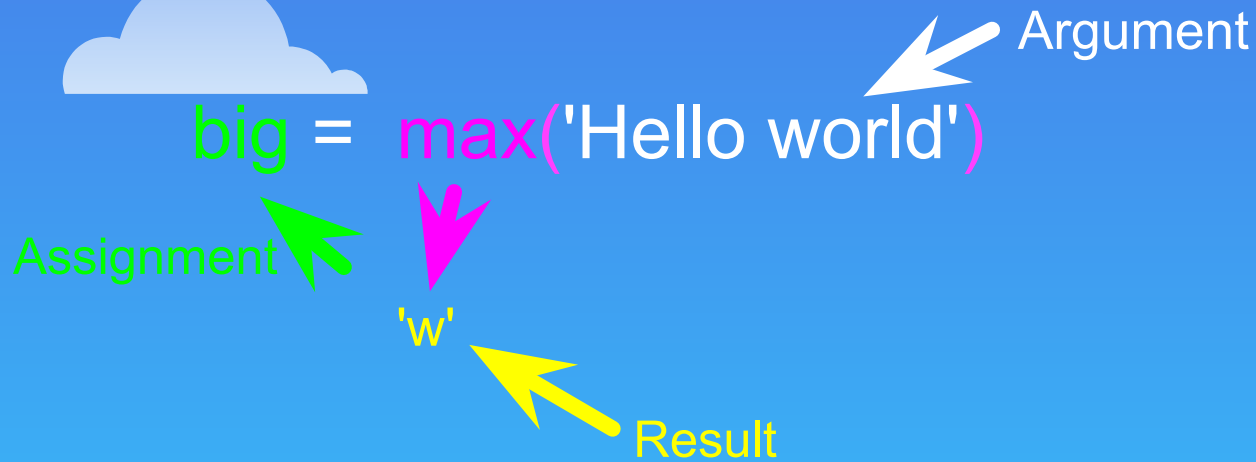 Argument
big = max('Hello world')
Assignment
'w'
Result